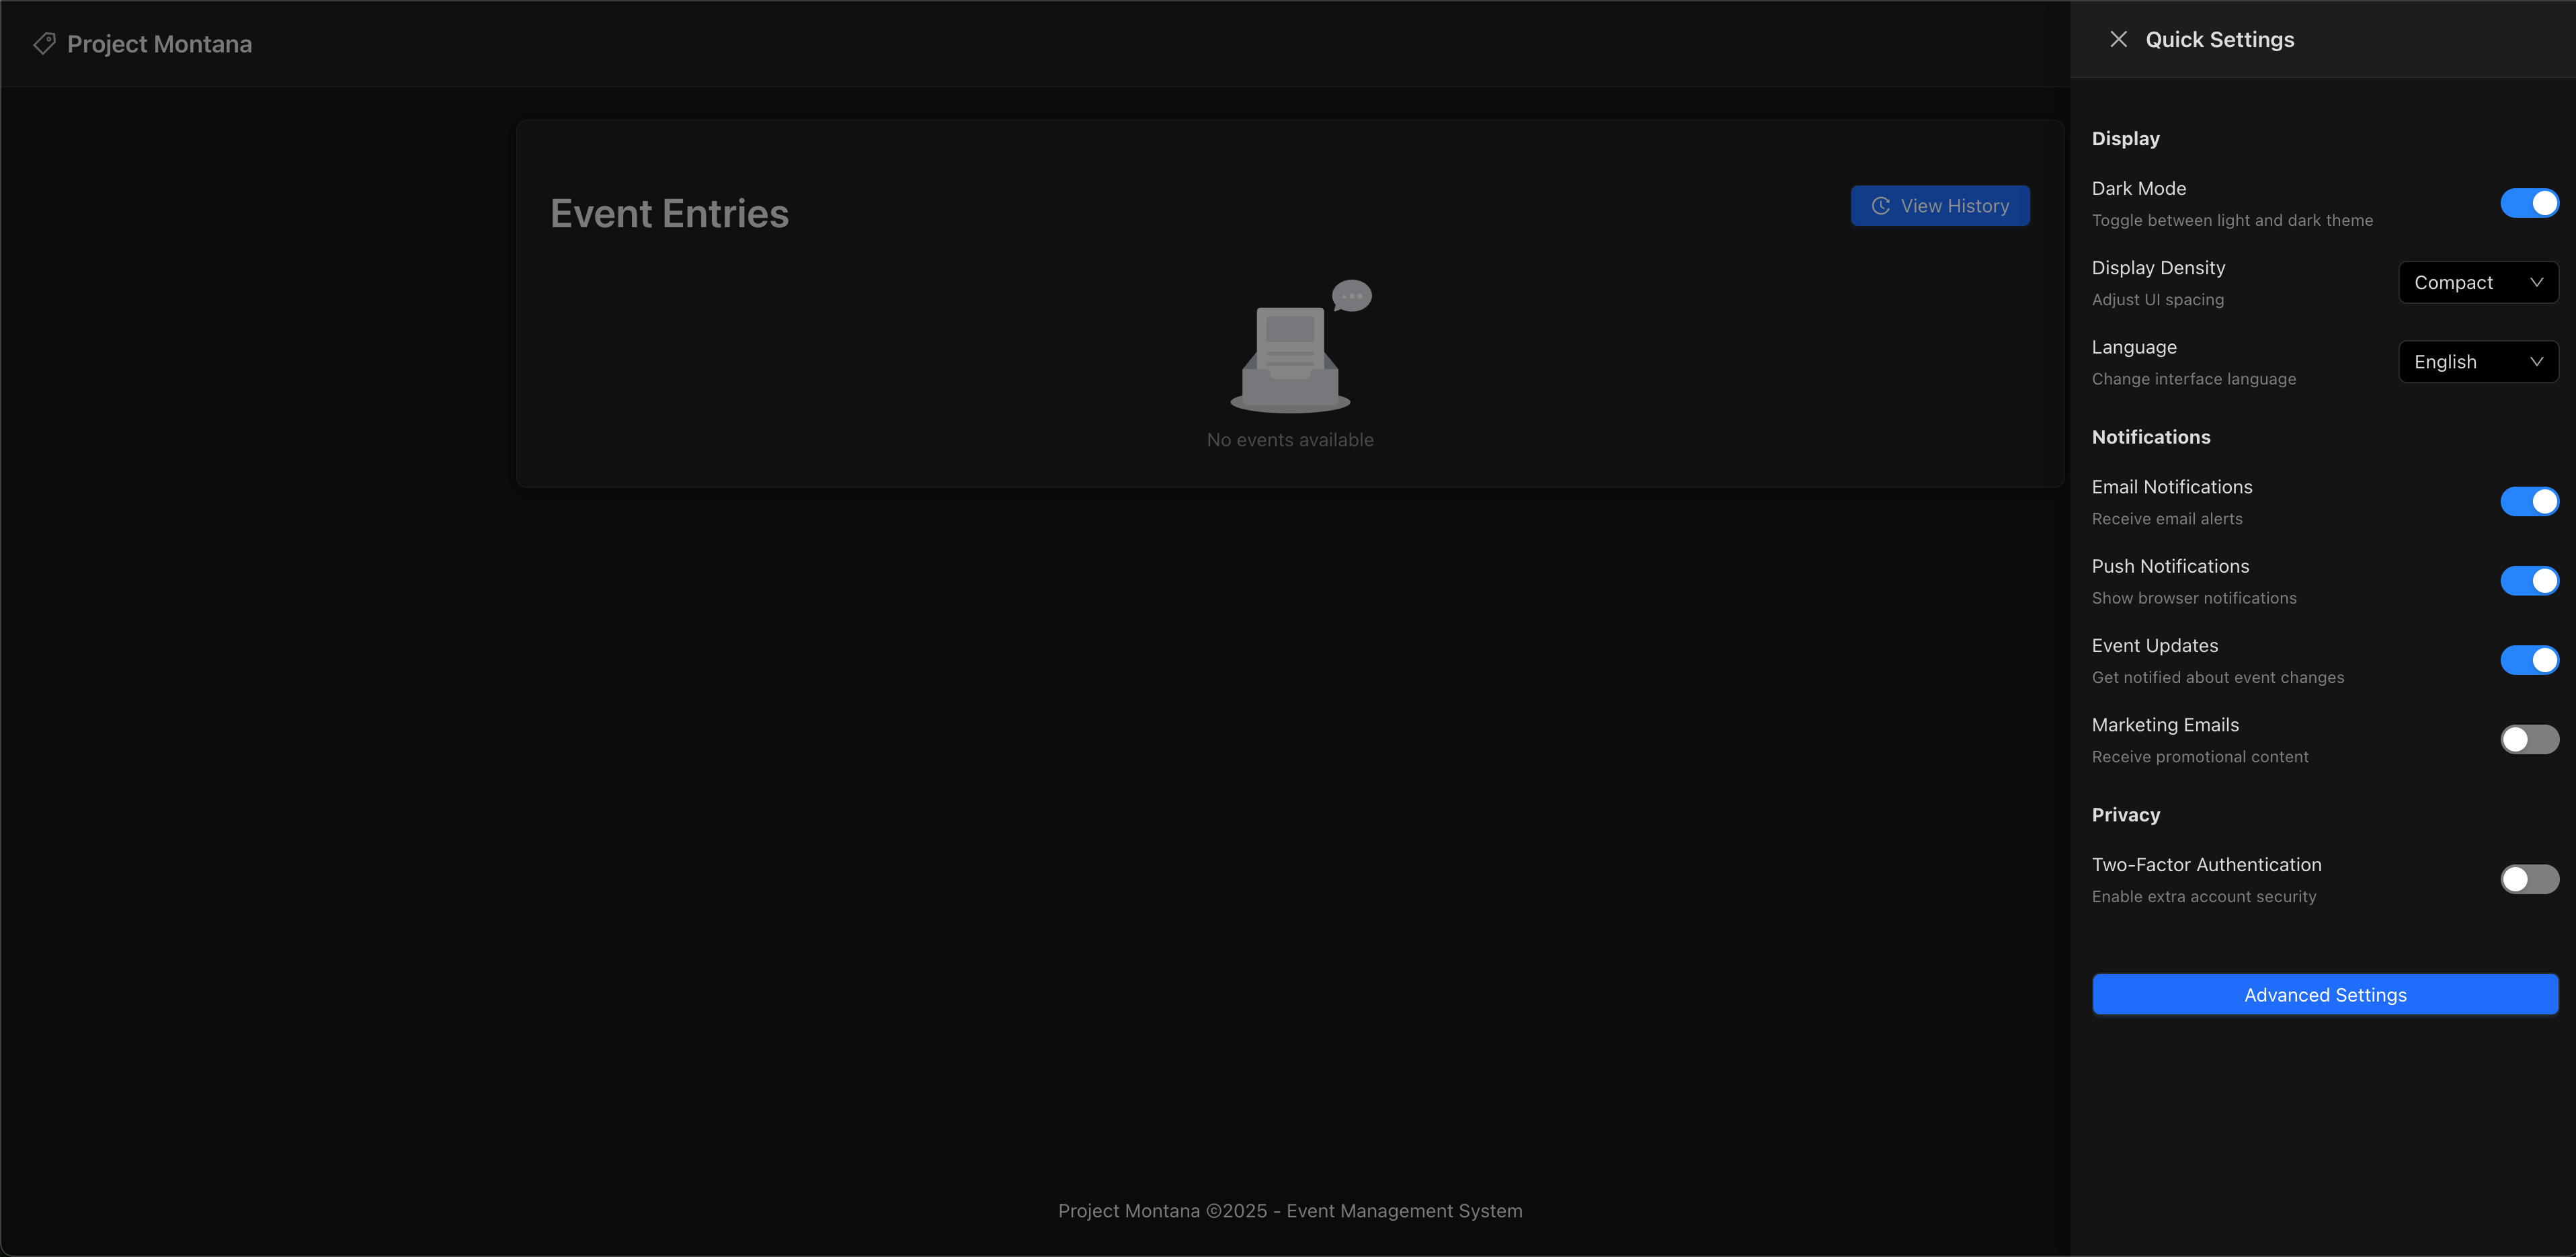 Project Montana
Event Entries
View History
No events available
Project Montana ©2025 - Event Management System
Quick Settings
Display
Dark Mode
Toggle between light and dark theme
Display Density
Adjust UI spacing
Compact
Language
Change interface language
English
Notifications
Email Notifications
Receive email alerts
Push Notifications
Show browser notifications
Event Updates
Get notified about event changes
Marketing Emails
Receive promotional content
Privacy
Two-Factor Authentication
Enable extra account security
Advanced Settings